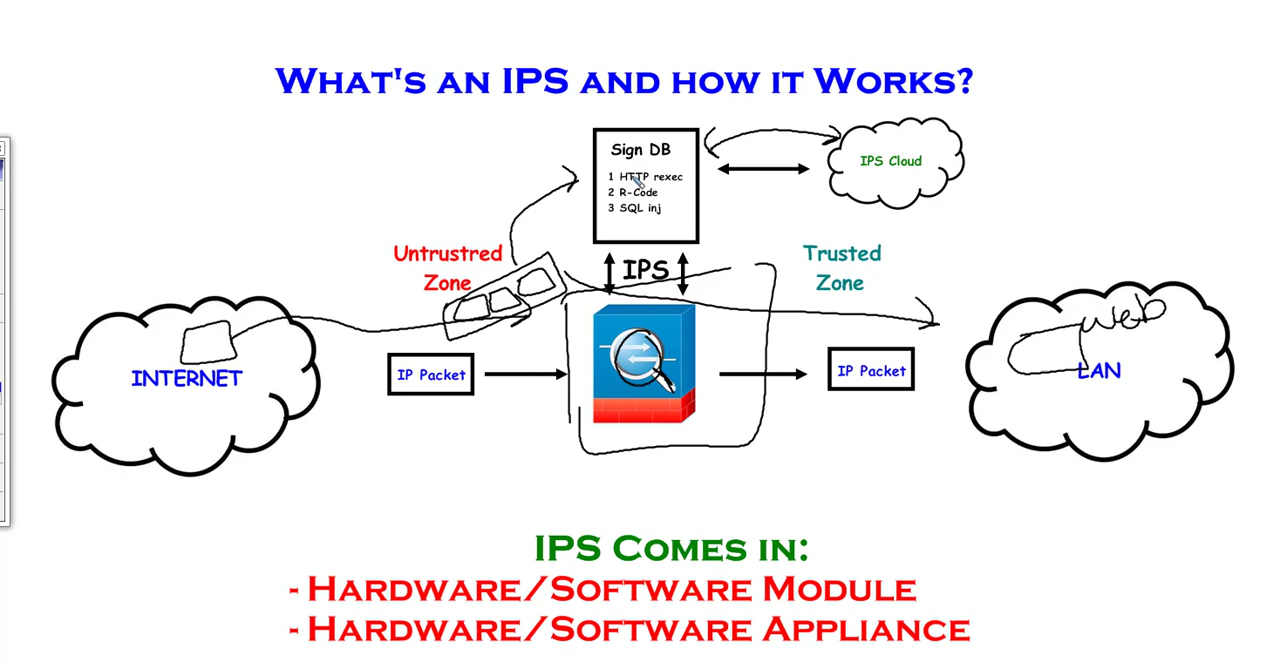 WHAT'S AN IPS AND HOW IT WORKS?
Sign DB
1 HTTP rexec
2 R-Code
3 SQL inj
IPS Cloud
Untrustred
Zone
IPS
Trusted
Zone
Web
INTERNET
IP Packet
IP Packet
LAN
IPS COMES IN:
- HARDWARE/SOFTWARE MODULE
- HARDWARE/SOFTWARE APPLIANCE